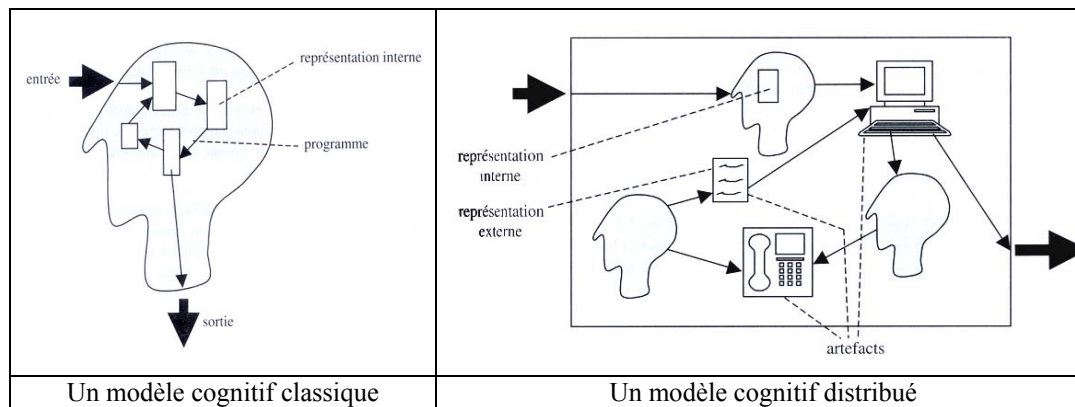 entrée
représentation interne
programme
sortie
représentation
interne
représentation
externe
artefacts
Un modèle cognitif classique
Un modèle cognitif distribué